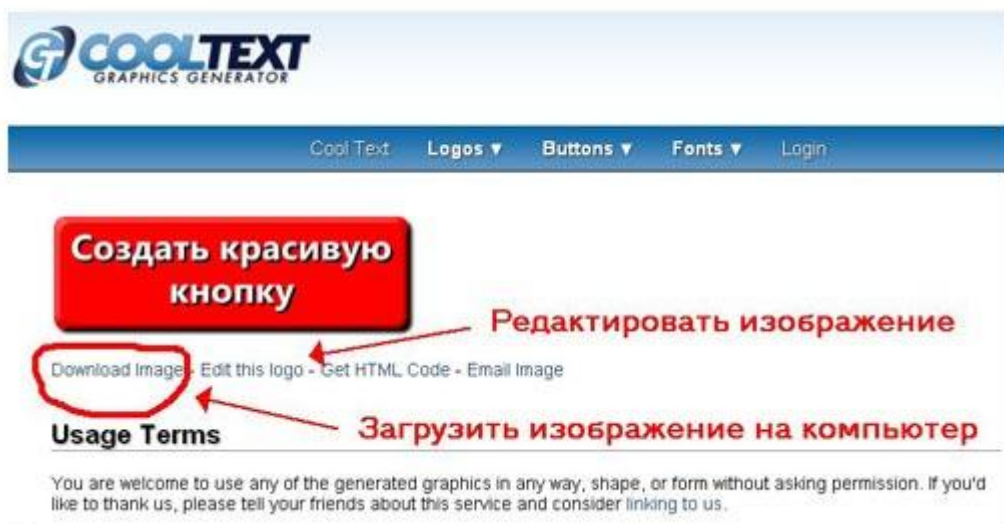 GT COOLTEXT
GRAPHICS GENERATOR
Cool Text Logos ▼ Buttons ▼ Fonts ▼ Login
Создать красивую
кнопку
Редактировать изображение
Download Image - Edit this logo - Get HTML Code - Email Image
Загрузить изображение на компьютер
Usage Terms
You are welcome to use any of the generated graphics in any way, shape, or form without asking permission. If you'd
like to thank us, please tell your friends about this service and consider linking to us.